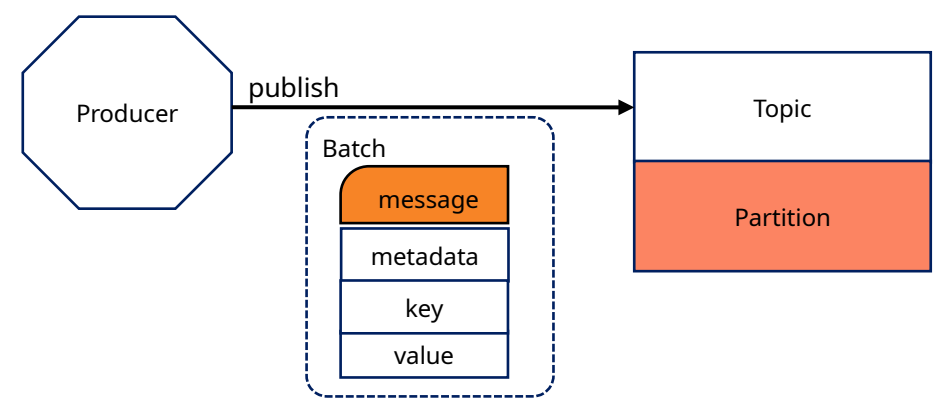 Producer
publish
Topic
Partition
Batch
message
metadata
key
value